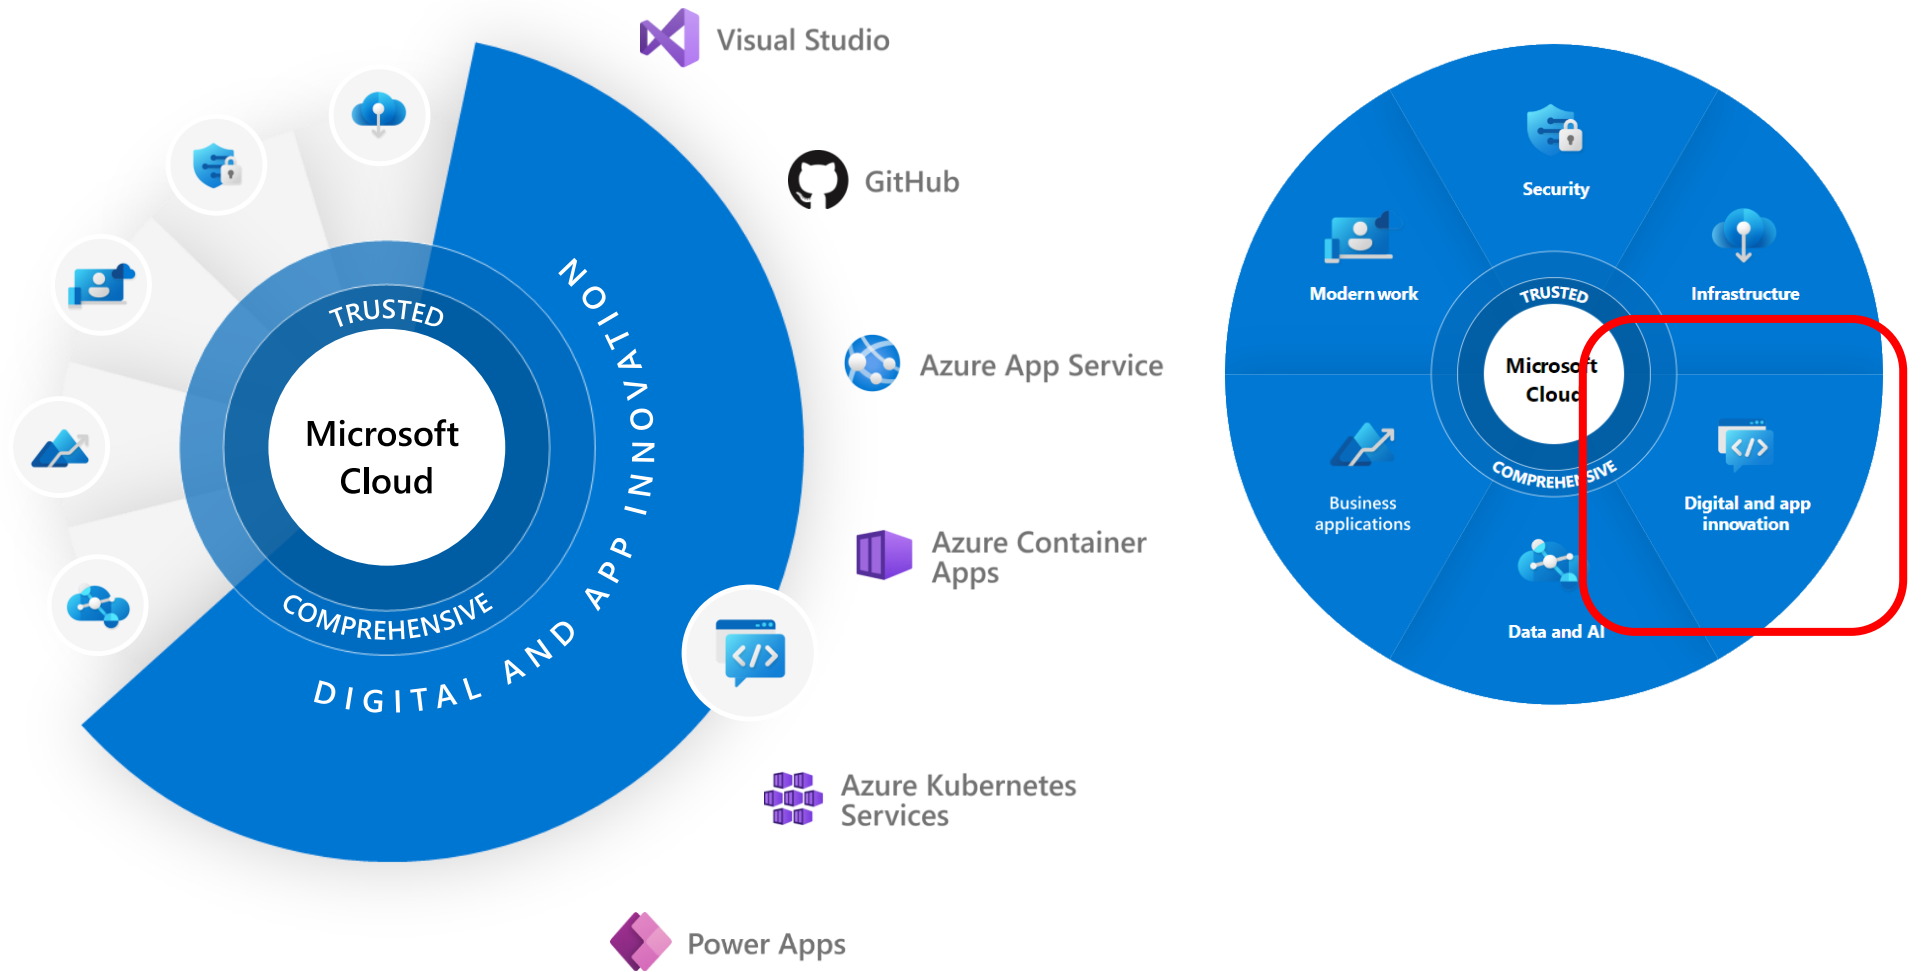 Visual Studio
GitHub
Azure App Service
Azure Container
Apps
Azure Kubernetes
Services
Power Apps
TRUSTED
Microsoft
Cloud
COMPREHENSIVE
DIGITAL AND APP INNOVATION
Security
Infrastructure
Digital and app
innovation
Data and AI
Business
applications
Modern work
TRUSTED
Microsoft
Cloud
COMPREHENSIVE